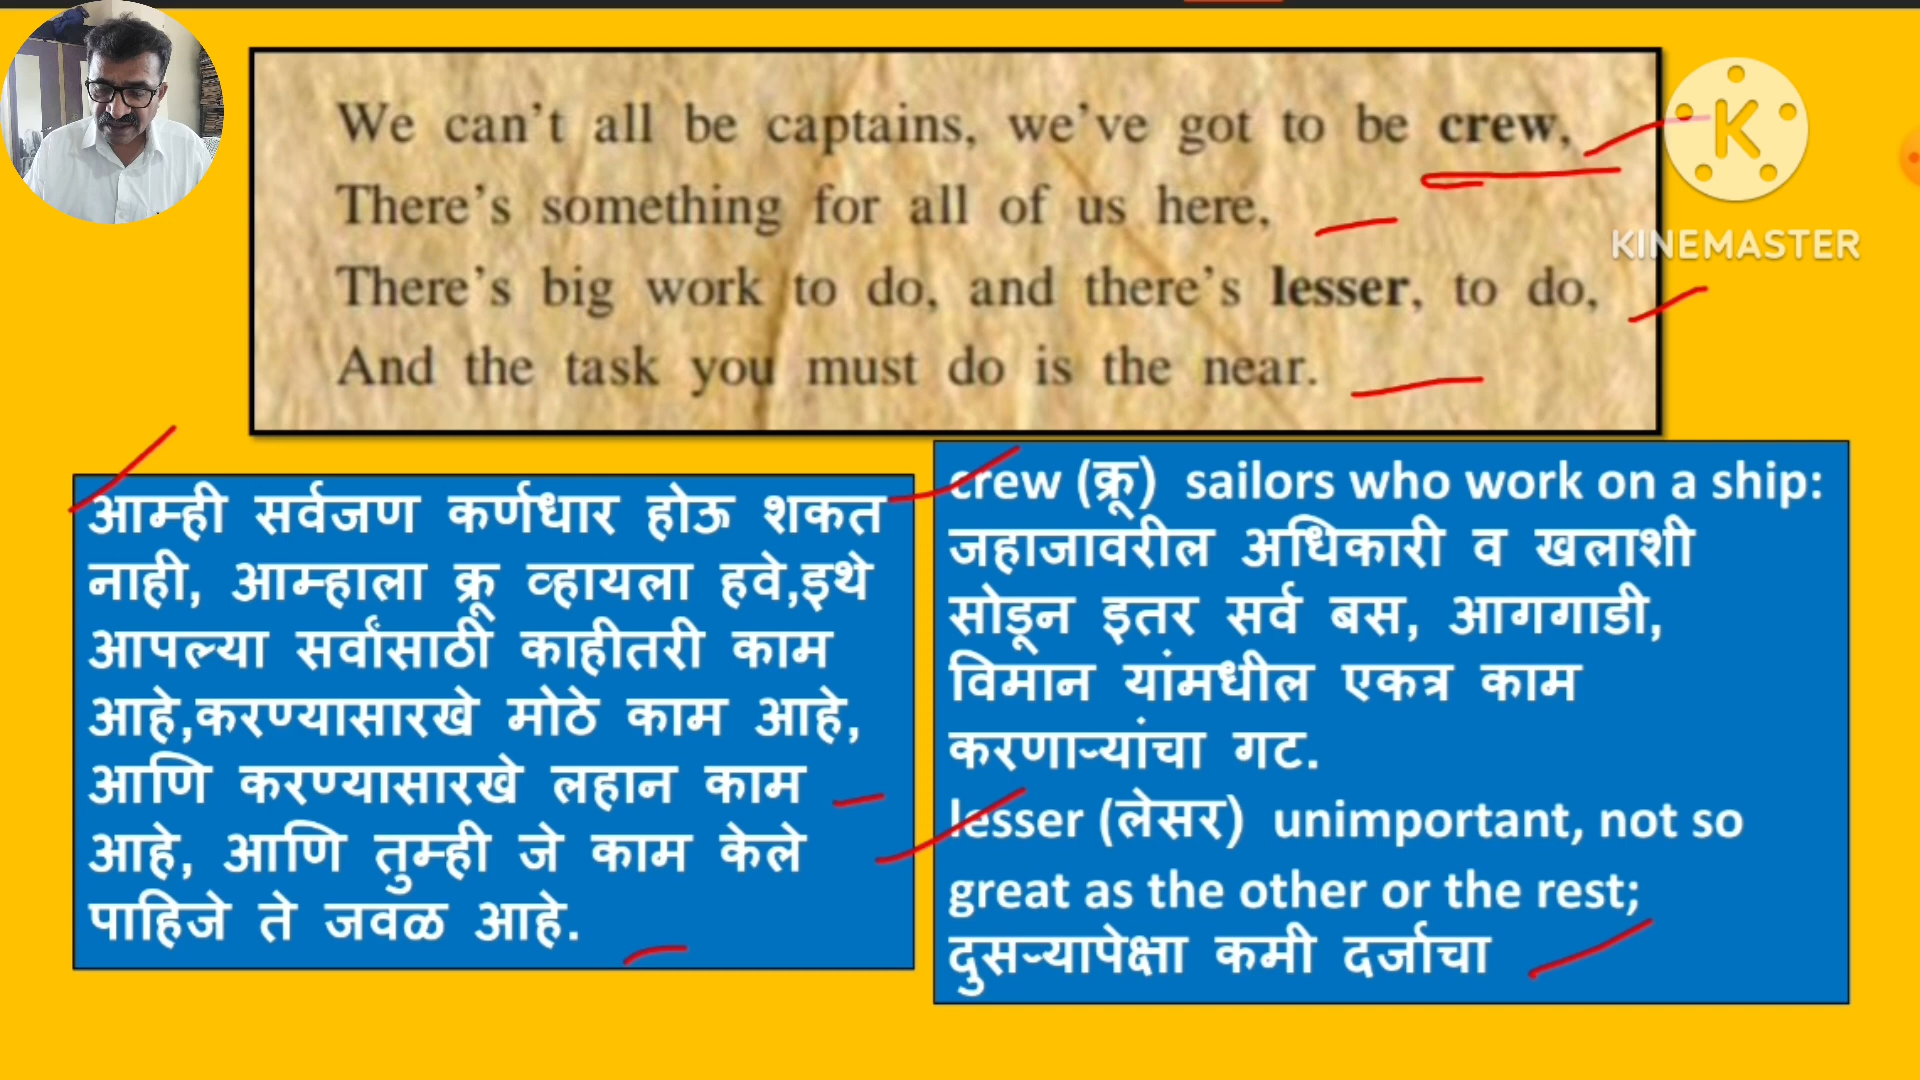 We can't all be captains, we've got to be crew,
There's something for all of us here,
There's big work to do, and there's lesser, to do,
And the task you must do is the near.
K
KINEMASTER
आम्ही सर्वजण कर्णधार होऊ शकत
नाही, आम्हाला क्रू व्हायला हवे,इथे
आपल्या सर्वांसाठी काहीतरी काम
आहे,करण्यासारखे मोठे काम आहे,
आणि करण्यासारखे लहान काम
आहे, आणि तुम्ही जे काम केले
पाहिजे ते जवळ आहे.
crew (क्रू) sailors who work on a ship:
जहाजावरील अधिकारी व खलाशी
सोडून इतर सर्व बस, आगगाडी,
विमान यांमधील एकत्र काम
करणाऱ्यांचा गट.
lesser (लेसर) unimportant, not so
great as the other or the rest;
दुसऱ्यापेक्षा कमी दर्जाचा